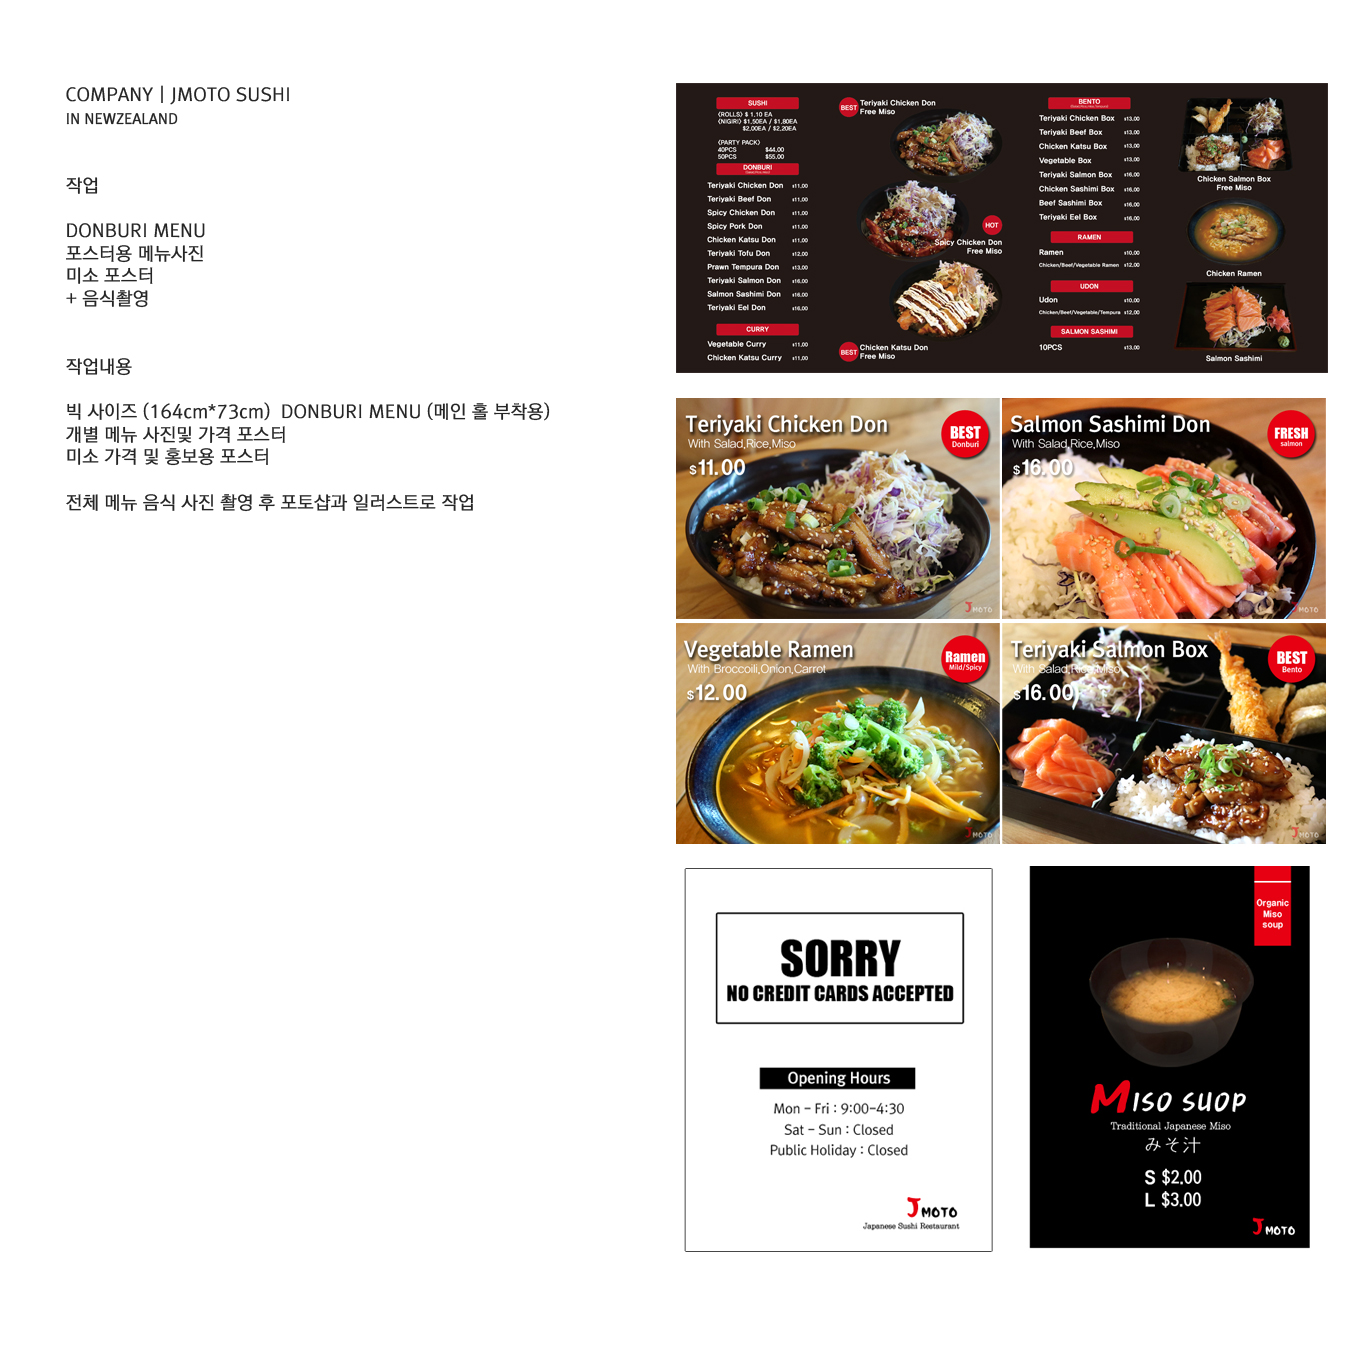 COMPANY | JMOTO SUSHI
IN NEWZEALAND
작업
DONBURI MENU
포스터용 메뉴사진
미소 포스터
+ 음식촬영
작업내용
빅 사이즈 (164cm*73cm) DONBURI MENU (메인 홀 부착용)
개별 메뉴 사진및 가격 포스터
미소 가격 및 홍보용 포스터
전체 메뉴 음식 사진 촬영 후 포토샵과 일러스트로 작업
SUSHI
(ROLLS) $ 1.10 EA
(NIGIRI) $1.50EA / $1.80EA
$2.00EA / $2.20EA
(PARTY PACK)
40PCS $44.00
50PCS $55.00
DONBURI
Teriyaki Chicken Don $11.00
Teriyaki Beef Don $11.00
Spicy Chicken Don $11.00
Spicy Pork Don $11.00
Chicken Katsu Don $11.00
Teriyaki Tofu Don $12.00
Prawn Tempura Don $13.00
Teriyaki Salmon Don $16.00
Salmon Sashimi Don $16.00
Teriyaki Eel Don $16.00
CURRY
Vegetable Curry $11.00
Chicken Katsu Curry $11.00
BEST Teriyaki Chicken Don
Free Miso
HOT
Spicy Chicken Don
Free Miso
BEST Chicken Katsu Don
Free Miso
BENTO
Teriyaki Chicken Box $13.00
Teriyaki Beef Box $13.00
Chicken Katsu Box $13.00
Vegetable Box $13.00
Teriyaki Salmon Box $16.00
Chicken Sashimi Box $16.00
Beef Sashimi Box $16.00
Teriyaki Eel Box $16.00
RAMEN
Ramen $10.00
Chicken/Beef/Vegetable Ramen $12.00
UDON
Udon $10.00
Chicken/Beef/Vegetable/Tempura $12.00
SALMON SASHIMI
10PCS $13.00
Chicken Salmon Box
Free Miso
Chicken Ramen
Salmon Sashimi
Teriyaki Chicken Don
With Salad,Rice,Miso
$11.00
BEST
Donburi
JMOTO
Salmon Sashimi Don
With Salad,Rice,Miso
$16.00
FRESH
salmon
JMOTO
Vegetable Ramen
With Broccoili,Onion,Carrot
$12.00
Ramen
Mild/Spicy
JMOTO
Teriyaki Salmon Box
With Salad,Rice,Miso
$16.00
BEST
Bento
JMOTO
SORRY
NO CREDIT CARDS ACCEPTED
Opening Hours
Mon - Fri : 9:00-4:30
Sat - Sun : Closed
Public Holiday : Closed
JMOTO
Japanese Sushi Restaurant
Organic
Miso
soup
MISO SUOP
Traditional Japanese Miso
みそ汁
S $2.00
L $3.00
JMOTO